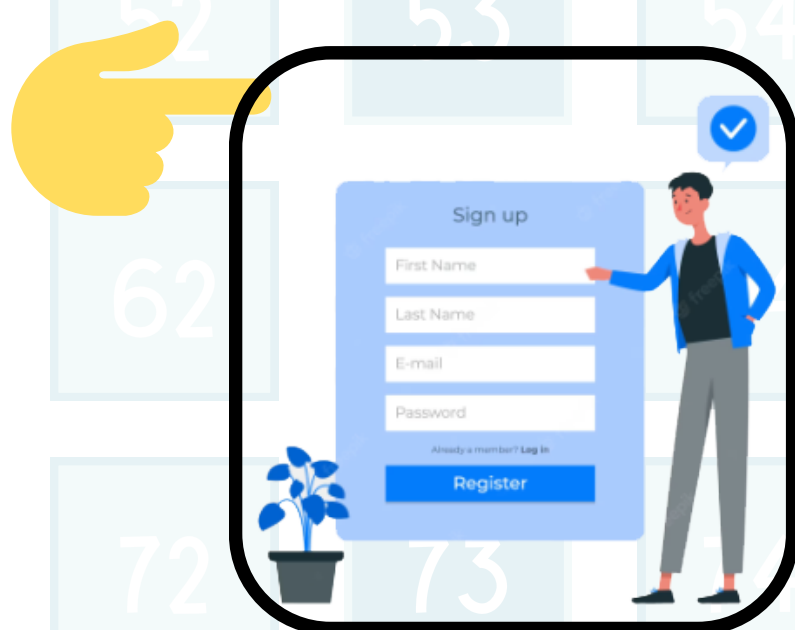 52 53 54
Sign up
First Name
62
Last Name
E-mail
Password
Already a member? Log in
Register
72 73 74